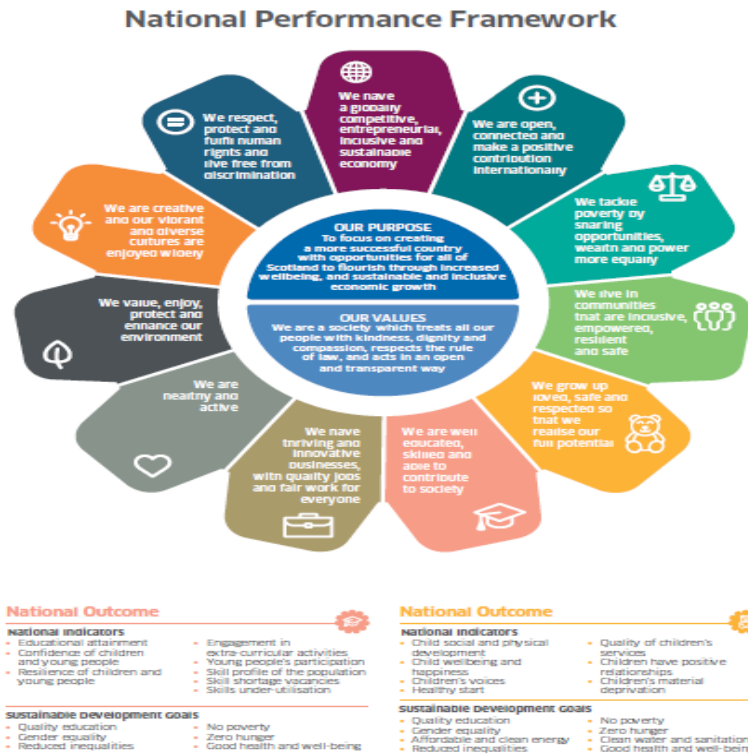 National Performance Framework
We have
a globally
competitive,
entrepreneurial,
inclusive and
sustainable
economy
We are open,
connected and
make a positive
contribution
internationally
We tackle
poverty by
sharing
opportunities,
wealth and power
more equally
We live in
communities
that are inclusive,
empowered,
resilient
and safe
We grow up
loved, safe and
respected so
that we
realise our
full potential
We are well
educated,
skilled and
able to
contribute
to society
We have
thriving and
innovative
businesses,
with quality jobs
and fair work for
everyone
We are
healthy and
active
We value, enjoy,
protect and
enhance our
environment
We are creative
and our vibrant
and diverse
cultures are
enjoyed widely
We respect,
protect and
fulfil human
rights and
live free from
discrimination
OUR PURPOSE
To focus on creating
a more successful country
with opportunities for all of
Scotland to flourish through increased
wellbeing, and sustainable and inclusive
economic growth
OUR VALUES
We are a society which treats all our
people with kindness, dignity and
compassion, respects the rule
of law, and acts in an open
and transparent way
National Outcome
National Indicators
• Educational attainment
• Confidence of children
and young people
• Resilience of children and
young people
• Engagement in
extra-curricular activities
• Young people's participation
• Skill profile of the population
• Skill shortage vacancies
• Skills under-utilisation
Sustainable Development Goals
• Quality education
• Gender equality
• Reduced inequalities
• No poverty
• Zero hunger
• Good health and well-being
National Outcome
National Indicators
• Child social and physical
development
• Child wellbeing and
happiness
• Children's voices
• Healthy start
• Quality of children's
services
• Children have positive
relationships
• Children's material
deprivation
Sustainable Development Goals
• Quality education
• Gender equality
• Affordable and clean energy
• Reduced inequalities
• No poverty
• Zero hunger
• Clean water and sanitation
• Good health and well-being